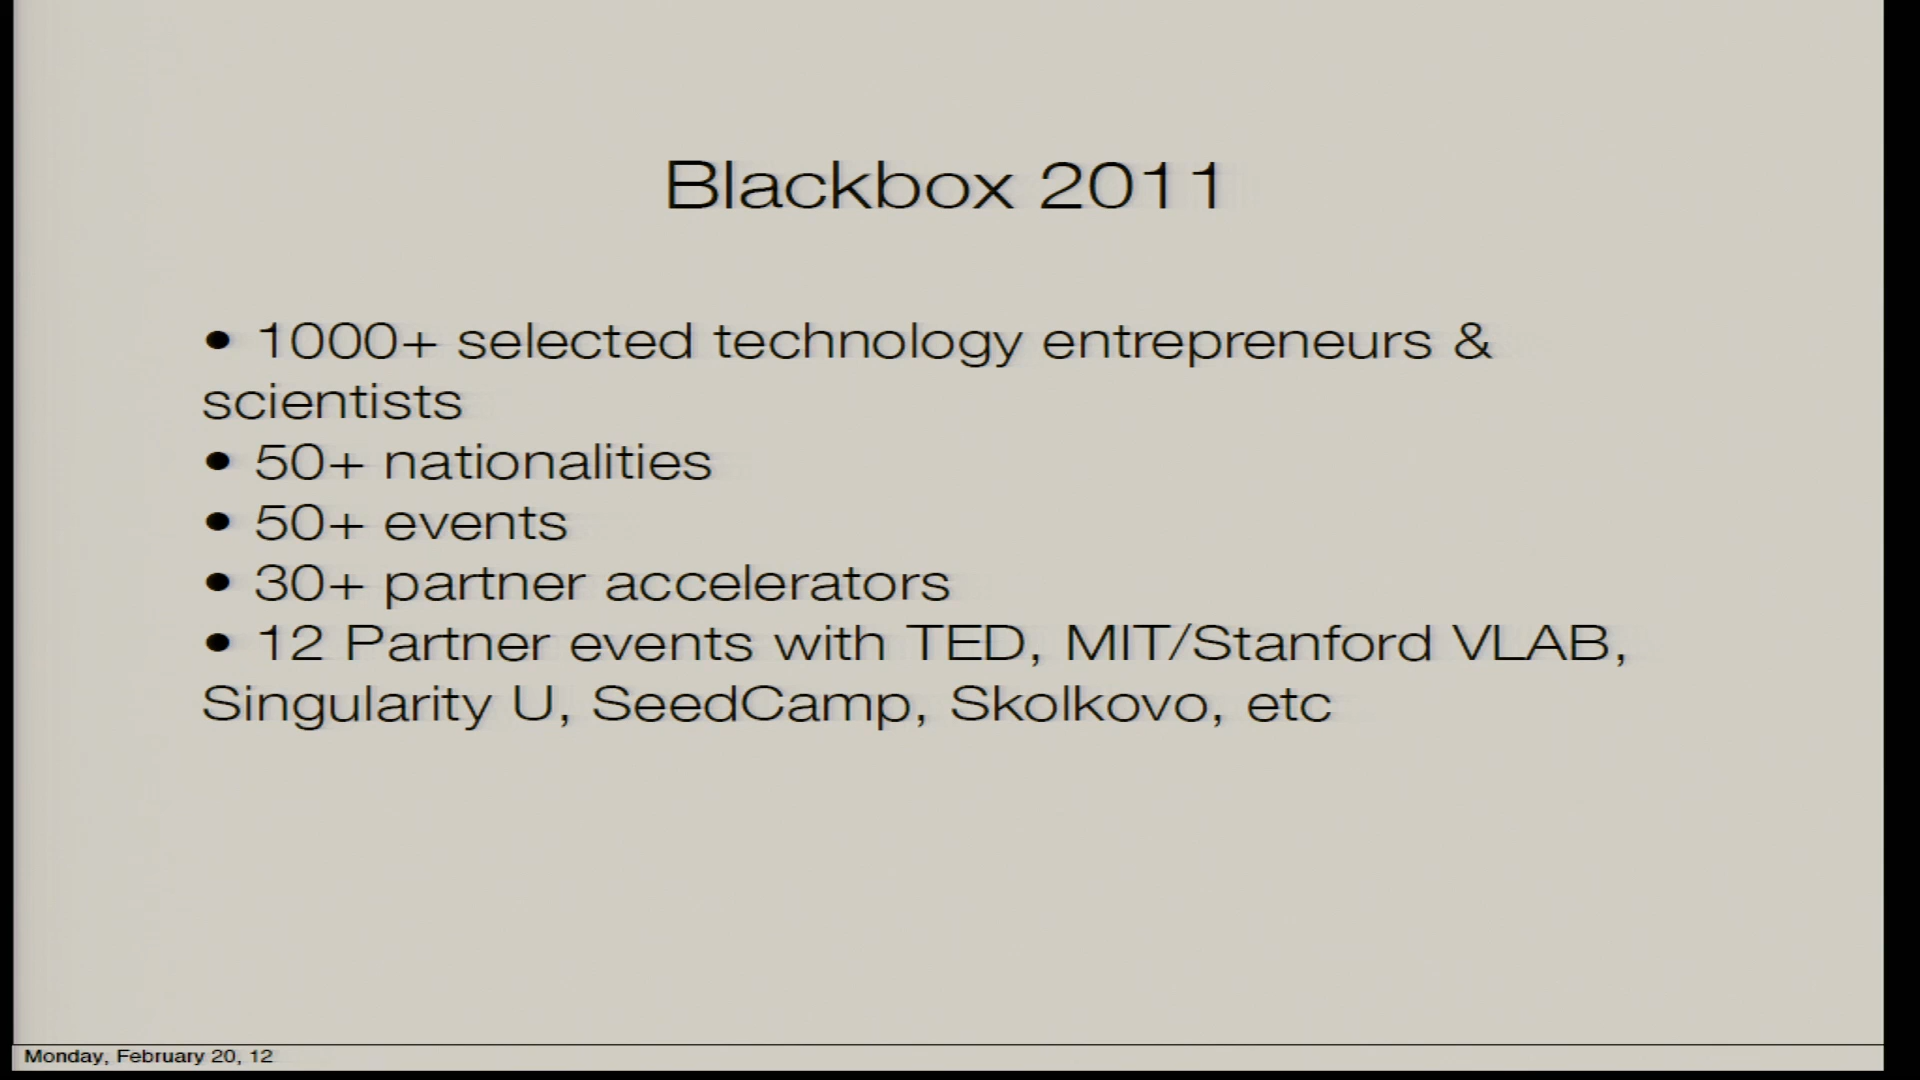 Blackbox 2011
• 1000+ selected technology entrepreneurs &
scientists
• 50+ nationalities
• 50+ events
• 30+ partner accelerators
• 12 Partner events with TED, MIT/Stanford VLAB,
Singularity U, SeedCamp, Skolkovo, etc
Monday, February 20, 12